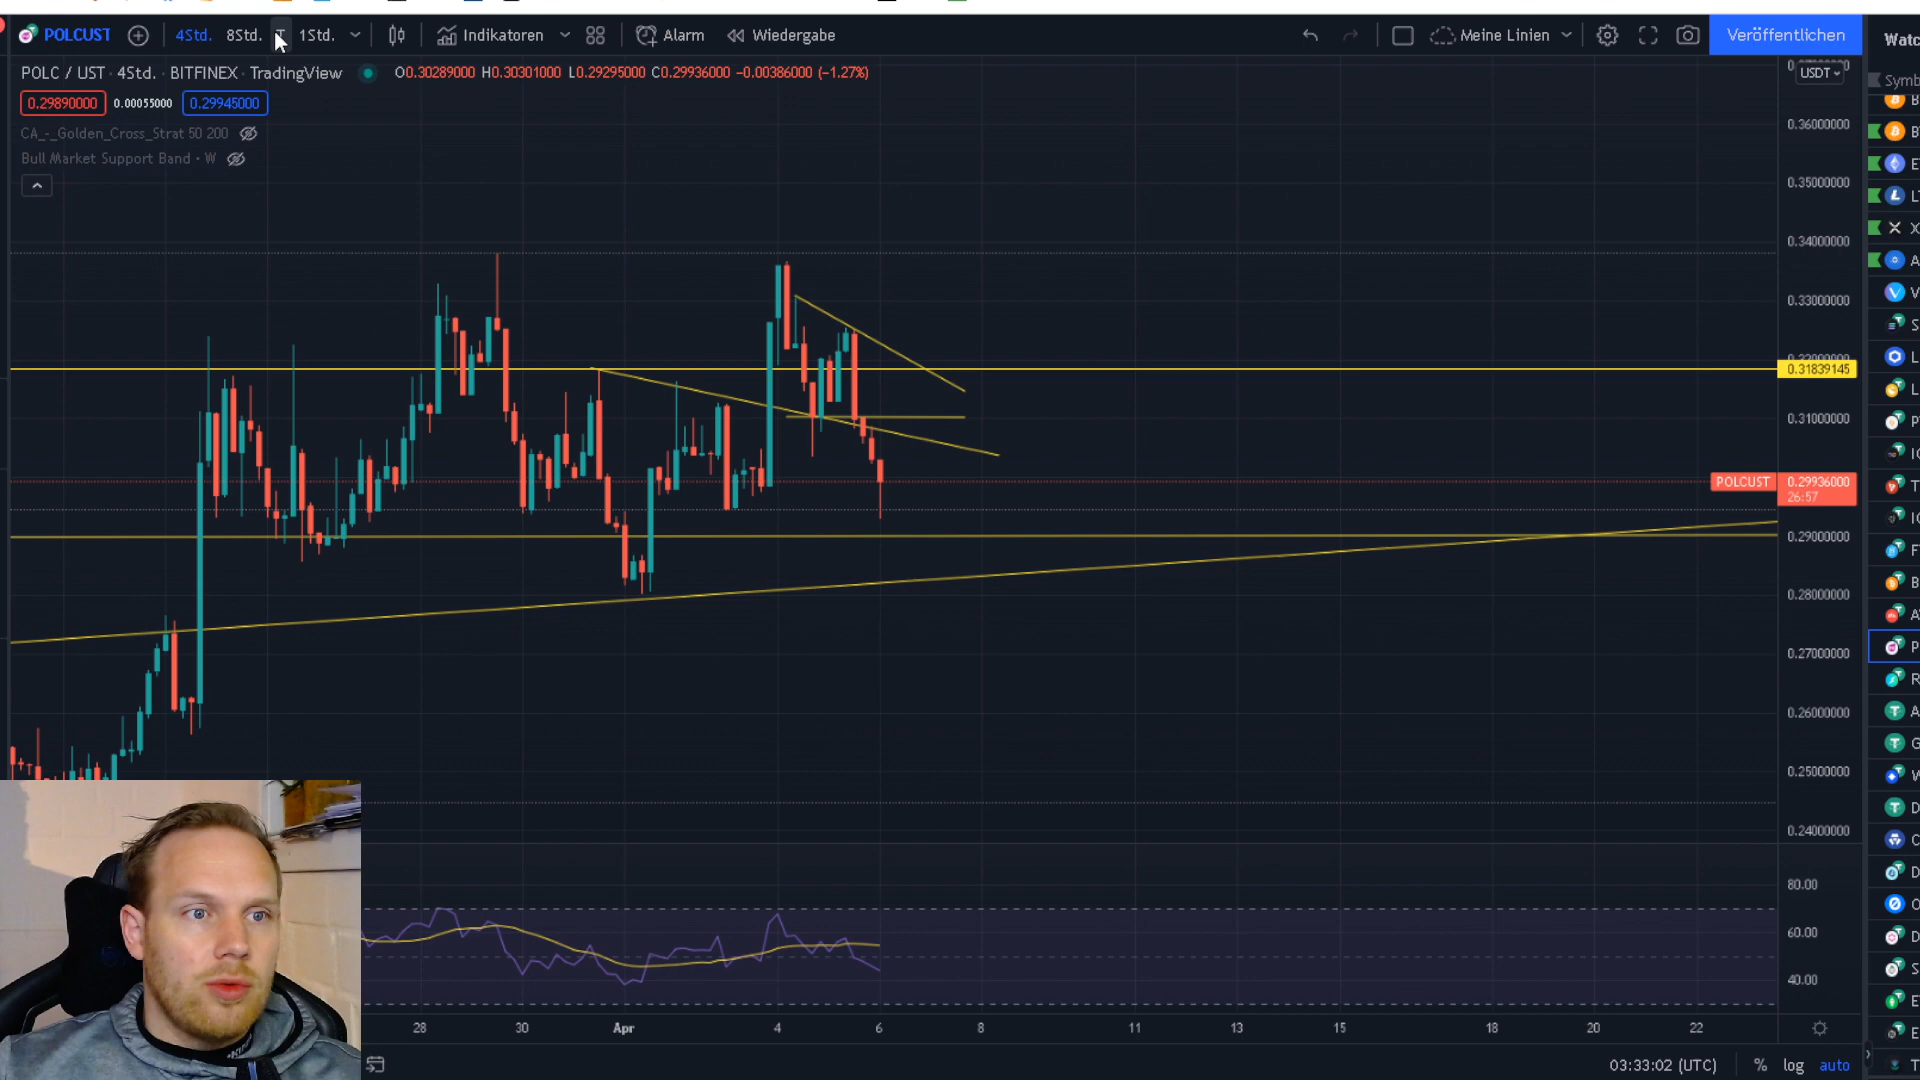 POLCUST 4Std. 8Std. T 1Std. Indikatoren Alarm Wiedergabe Meine Linien Veröffentlichen
Watc
POLC / UST · 4Std. · BITFINEX · TradingView O0.30289000 H0.30301000 L0.29295000 C0.29936000 −0.00386000 (−1.27%)
USDT
Symb
0.29890000 0.00055000 0.29945000
CA_-_Golden_Cross_Strat 50 200
Bull Market Support Band · W
0.36000000
0.35000000
0.34000000
0.33000000
0.32000000
0.31839145
0.31000000
POLCUST 0.29936000
26:57
0.29000000
0.28000000
0.27000000
0.26000000
0.25000000
0.24000000
80.00
60.00
40.00
28 30 Apr 4 6 8 11 13 15 18 20 22
03:33:02 (UTC) % log auto